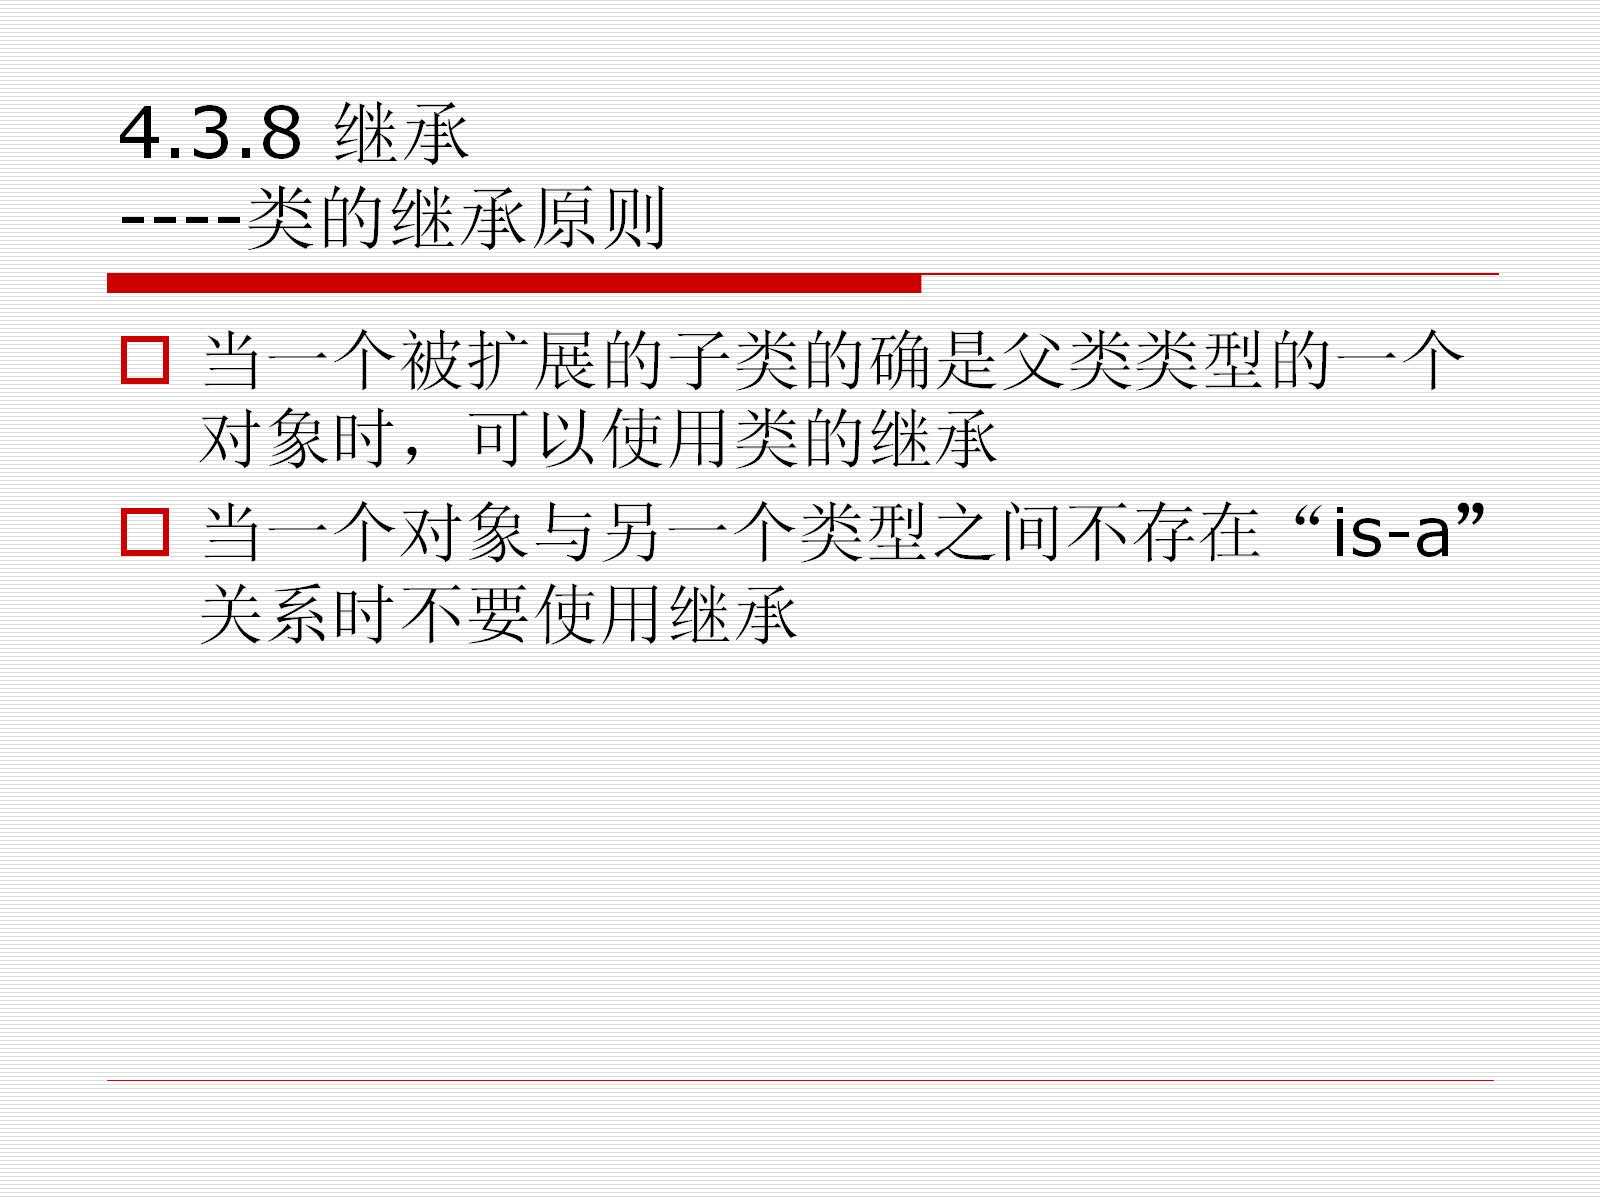 4.3.8 继承
----类的继承原则
当一个被扩展的子类的确是父类类型的一个
对象时，可以使用类的继承
当一个对象与另一个类型之间不存在“is-a”
关系时不要使用继承